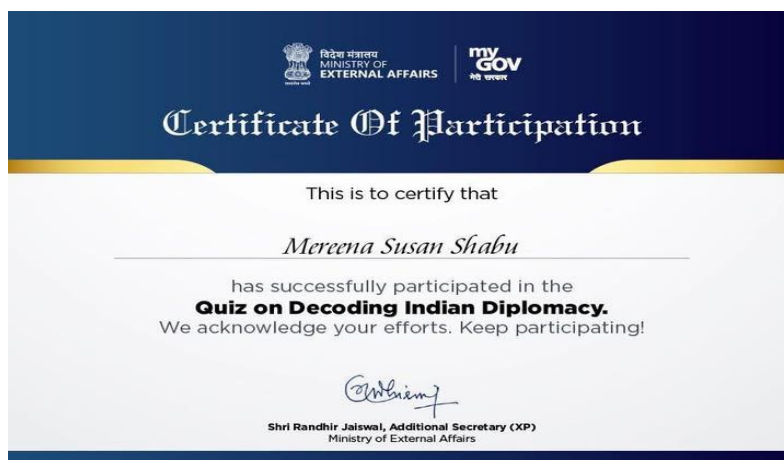 विदेश मंत्रालय
MINISTRY OF
EXTERNAL AFFAIRS
my
GOV
मेरी सरकार
Certificate Of Participation
This is to certify that
Mereena Susan Shabu
has successfully participated in the
Quiz on Decoding Indian Diplomacy.
We acknowledge your efforts. Keep participating!
Shri Randhir Jaiswal, Additional Secretary (XP)
Ministry of External Affairs